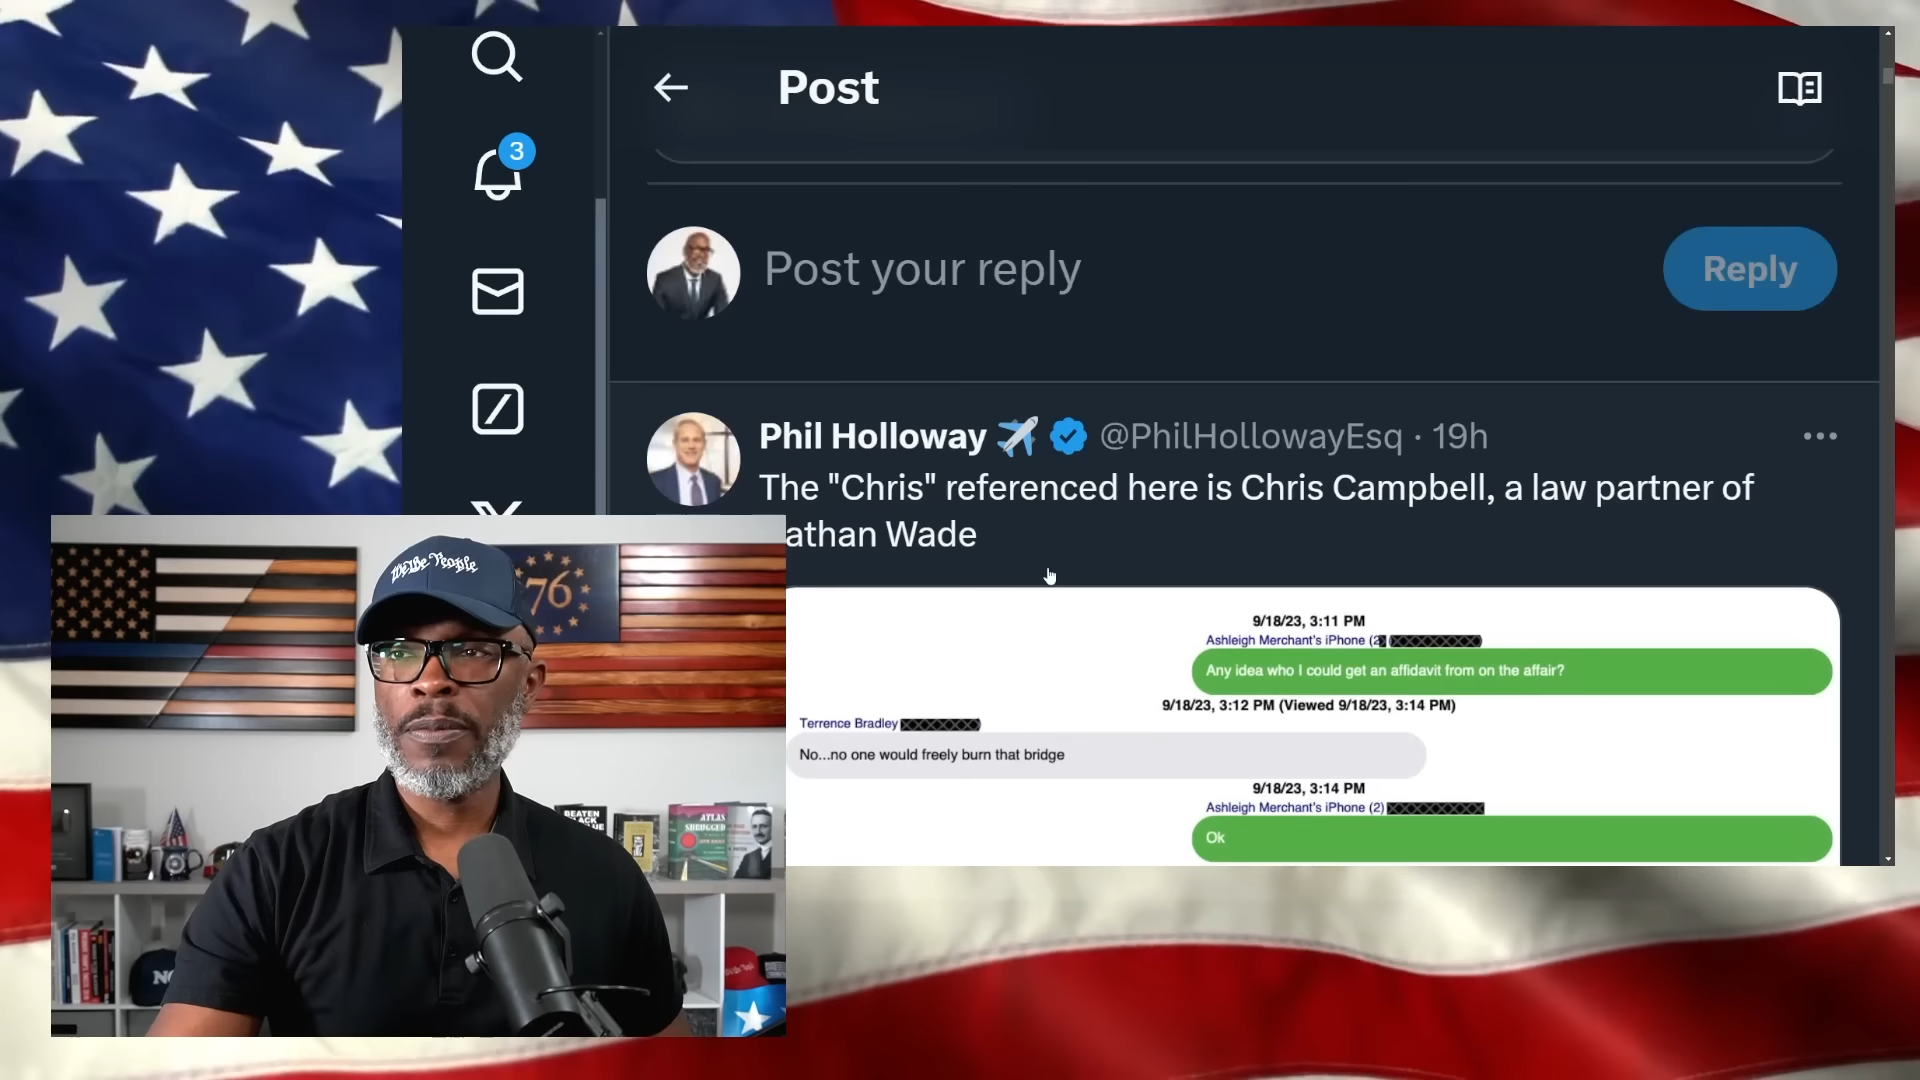 Post
3
Post your reply
Reply
Phil Holloway @PhilHollowayEsq · 19h
The "Chris" referenced here is Chris Campbell, a law partner of
athan Wade
9/18/23, 3:11 PM
Ashleigh Merchant's iPhone (2
Any idea who I could get an affidavit from on the affair?
9/18/23, 3:12 PM (Viewed 9/18/23, 3:14 PM)
Terrence Bradley
No...no one would freely burn that bridge
9/18/23, 3:14 PM
Ashleigh Merchant's iPhone (2)
Ok
We The People
76
BEATEN
ATLAS
SHRUGGED